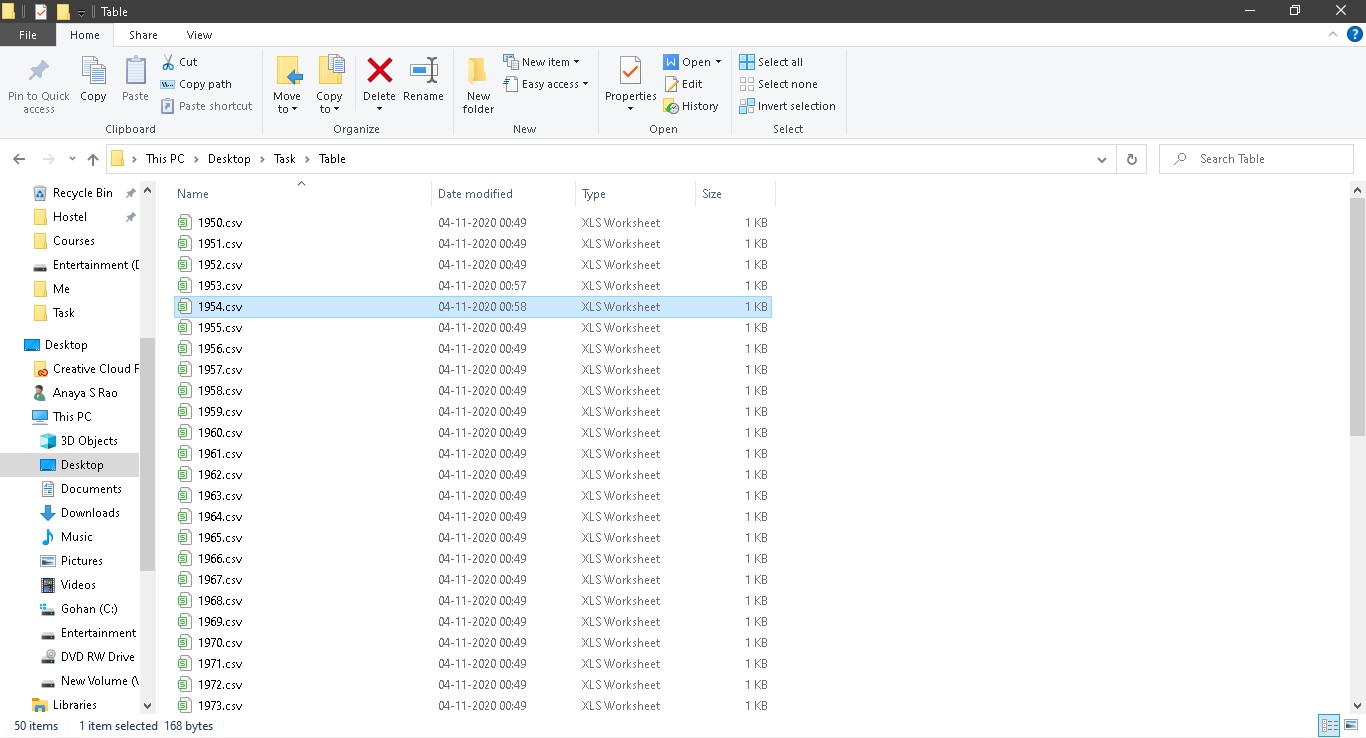 Table
File Home Share View
Pin to Quick access
Copy
Paste
Cut
Copy path
Paste shortcut
Clipboard
Move to
Copy to
Delete
Rename
Organize
New folder
New item
Easy access
New
Properties
Open
Edit
History
Open
Select all
Select none
Invert selection
Select
This PC > Desktop > Task > Table
Search Table
Recycle Bin
Hostel
Courses
Entertainment (D
Me
Task
Desktop
Creative Cloud F
Anaya S Rao
This PC
3D Objects
Desktop
Documents
Downloads
Music
Pictures
Videos
Gohan (C:)
Entertainment
DVD RW Drive
New Volume (\
Libraries
Name Date modified Type Size
1950.csv 04-11-2020 00:49 XLS Worksheet 1 KB
1951.csv 04-11-2020 00:49 XLS Worksheet 1 KB
1952.csv 04-11-2020 00:49 XLS Worksheet 1 KB
1953.csv 04-11-2020 00:57 XLS Worksheet 1 KB
1954.csv 04-11-2020 00:58 XLS Worksheet 1 KB
1955.csv 04-11-2020 00:49 XLS Worksheet 1 KB
1956.csv 04-11-2020 00:49 XLS Worksheet 1 KB
1957.csv 04-11-2020 00:49 XLS Worksheet 1 KB
1958.csv 04-11-2020 00:49 XLS Worksheet 1 KB
1959.csv 04-11-2020 00:49 XLS Worksheet 1 KB
1960.csv 04-11-2020 00:49 XLS Worksheet 1 KB
1961.csv 04-11-2020 00:49 XLS Worksheet 1 KB
1962.csv 04-11-2020 00:49 XLS Worksheet 1 KB
1963.csv 04-11-2020 00:49 XLS Worksheet 1 KB
1964.csv 04-11-2020 00:49 XLS Worksheet 1 KB
1965.csv 04-11-2020 00:49 XLS Worksheet 1 KB
1966.csv 04-11-2020 00:49 XLS Worksheet 1 KB
1967.csv 04-11-2020 00:49 XLS Worksheet 1 KB
1968.csv 04-11-2020 00:49 XLS Worksheet 1 KB
1969.csv 04-11-2020 00:49 XLS Worksheet 1 KB
1970.csv 04-11-2020 00:49 XLS Worksheet 1 KB
1971.csv 04-11-2020 00:49 XLS Worksheet 1 KB
1972.csv 04-11-2020 00:49 XLS Worksheet 1 KB
1973.csv 04-11-2020 00:49 XLS Worksheet 1 KB
50 items 1 item selected 168 bytes